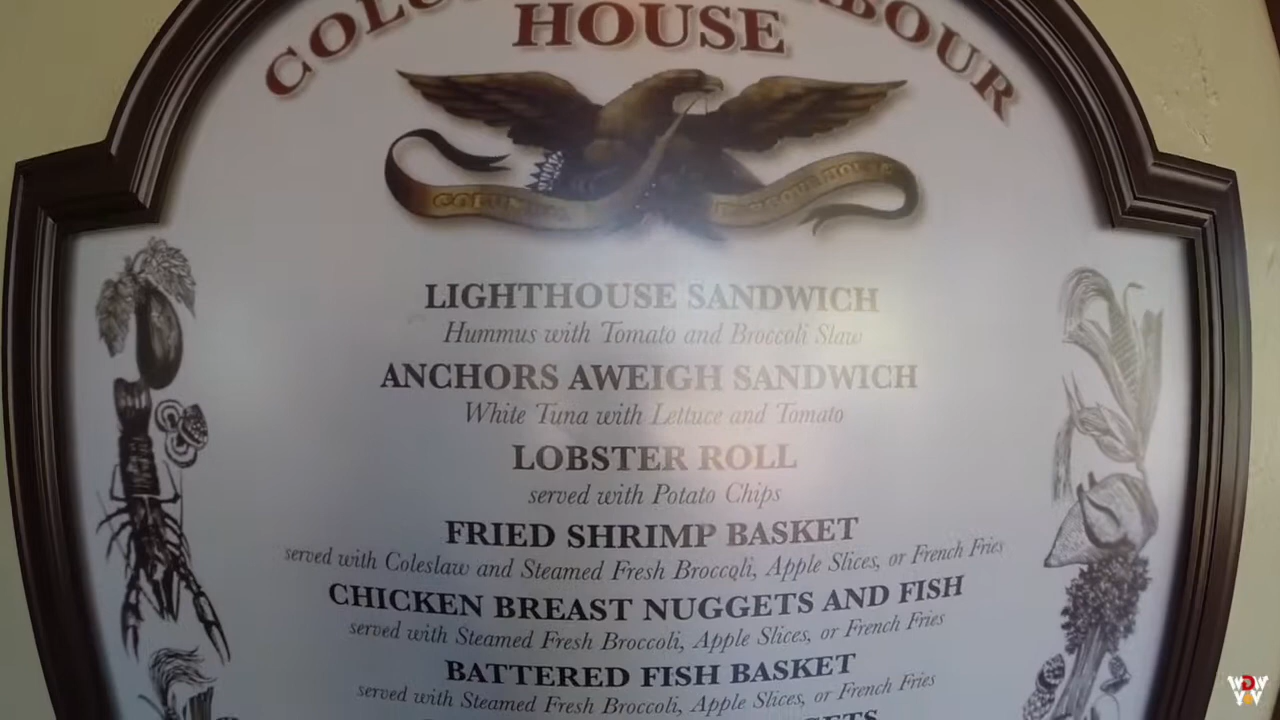 HOUSE
LIGHTHOUSE SANDWICH
Hummus with Tomato and Broccoli Slaw
ANCHORS AWEIGH SANDWICH
White Tuna with Lettuce and Tomato
LOBSTER ROLL
served with Potato Chips
FRIED SHRIMP BASKET
served with Coleslaw and Steamed Fresh Broccoli, Apple Slices, or French Fries
CHICKEN BREAST NUGGETS AND FISH
served with Steamed Fresh Broccoli, Apple Slices, or French Fries
BATTERED FISH BASKET
served with Steamed Fresh Broccoli, Apple Slices, or French Fries